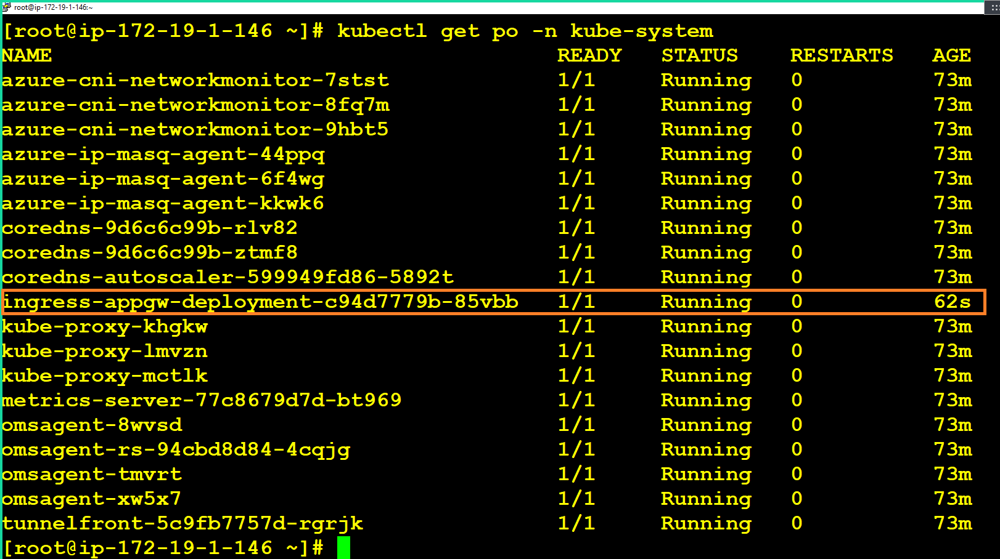 root@ip-172-19-1-146:~
[root@ip-172-19-1-146 ~]# kubectl get po -n kube-system
NAME READY STATUS RESTARTS AGE
azure-cni-networkmonitor-7stst 1/1 Running 0 73m
azure-cni-networkmonitor-8fq7m 1/1 Running 0 73m
azure-cni-networkmonitor-9hbt5 1/1 Running 0 73m
azure-ip-masq-agent-44ppq 1/1 Running 0 73m
azure-ip-masq-agent-6f4wg 1/1 Running 0 73m
azure-ip-masq-agent-kkwk6 1/1 Running 0 73m
coredns-9d6c6c99b-rlv82 1/1 Running 0 73m
coredns-9d6c6c99b-ztmf8 1/1 Running 0 73m
coredns-autoscaler-599949fd86-5892t 1/1 Running 0 73m
ingress-appgw-deployment-c94d7779b-85vbb 1/1 Running 0 62s
kube-proxy-khgkw 1/1 Running 0 73m
kube-proxy-lmvzn 1/1 Running 0 73m
kube-proxy-mctlk 1/1 Running 0 73m
metrics-server-77c8679d7d-bt969 1/1 Running 0 73m
omsagent-8wvsd 1/1 Running 0 73m
omsagent-rs-94cbd8d84-4cqjg 1/1 Running 0 73m
omsagent-tmvrt 1/1 Running 0 73m
omsagent-xw5x7 1/1 Running 0 73m
tunnelfront-5c9fb7757d-rgrjk 1/1 Running 0 73m
[root@ip-172-19-1-146 ~]#